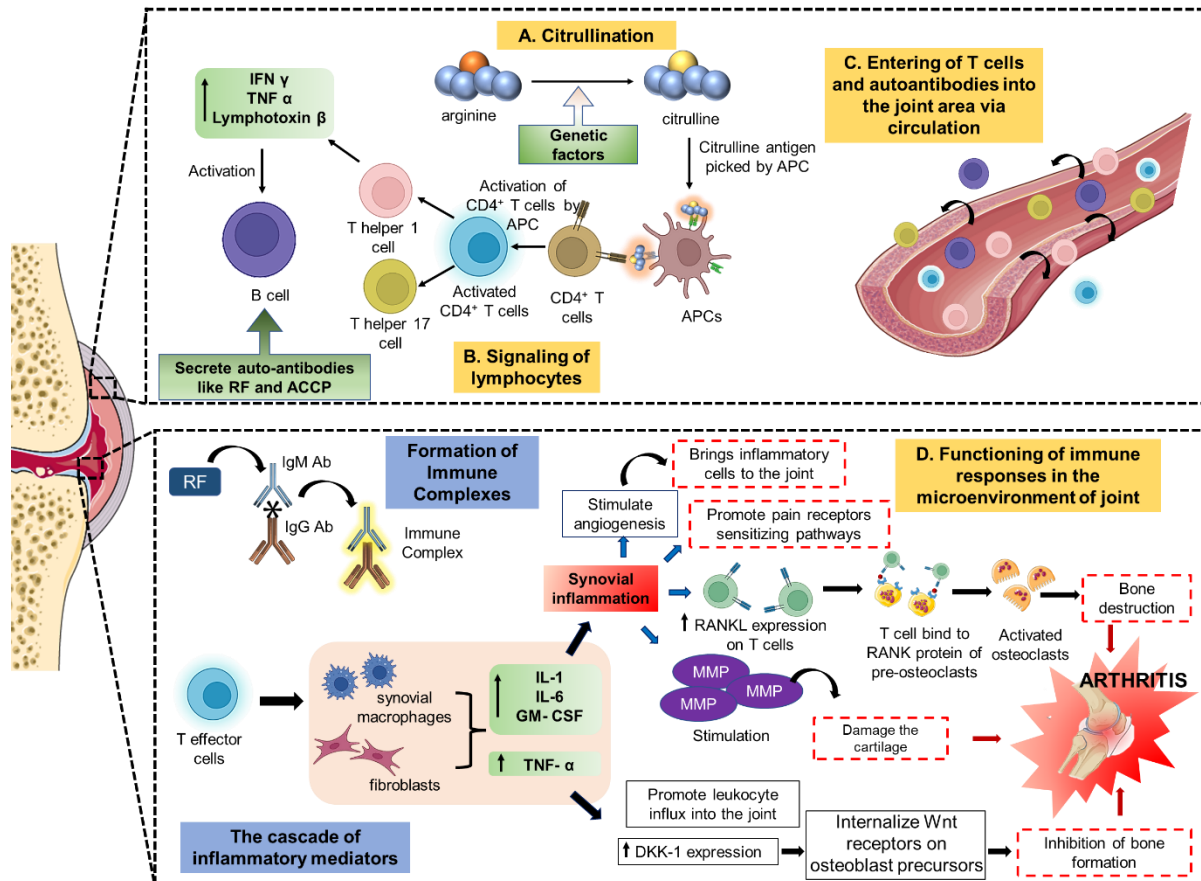 A. Citrullination
arginine
citrulline
Genetic
factors
Citrulline antigen
picked by APC
IFN γ
TNF α
Lymphotoxin β
Activation
B cell
Secrete auto-antibodies
like RF and ACCP
T helper 1
cell
T helper 17
cell
Activation of
CD4⁺ T cells by
APC
Activated
CD4⁺ T cells
CD4⁺ T
cells
APCs
B. Signaling of
lymphocytes
C. Entering of T cells
and autoantibodies into
the joint area via
circulation
RF
IgM Ab
IgG Ab
Immune
Complex
Formation of
Immune
Complexes
T effector
cells
synovial
macrophages
fibroblasts
IL-1
IL-6
GM- CSF
TNF- α
The cascade of
inflammatory mediators
Synovial
inflammation
Stimulate
angiogenesis
Brings inflammatory
cells to the joint
Promote pain receptors
sensitizing pathways
D. Functioning of immune
responses in the
microenvironment of joint
RANKL expression
on T cells
T cell bind to
RANK protein of
pre-osteoclasts
Activated
osteoclasts
Bone
destruction
MMP
MMP
MMP
Stimulation
Damage the
cartilage
ARTHRITIS
Promote leukocyte
influx into the joint
DKK-1 expression
Internalize Wnt
receptors on
osteoblast precursors
Inhibition of bone
formation